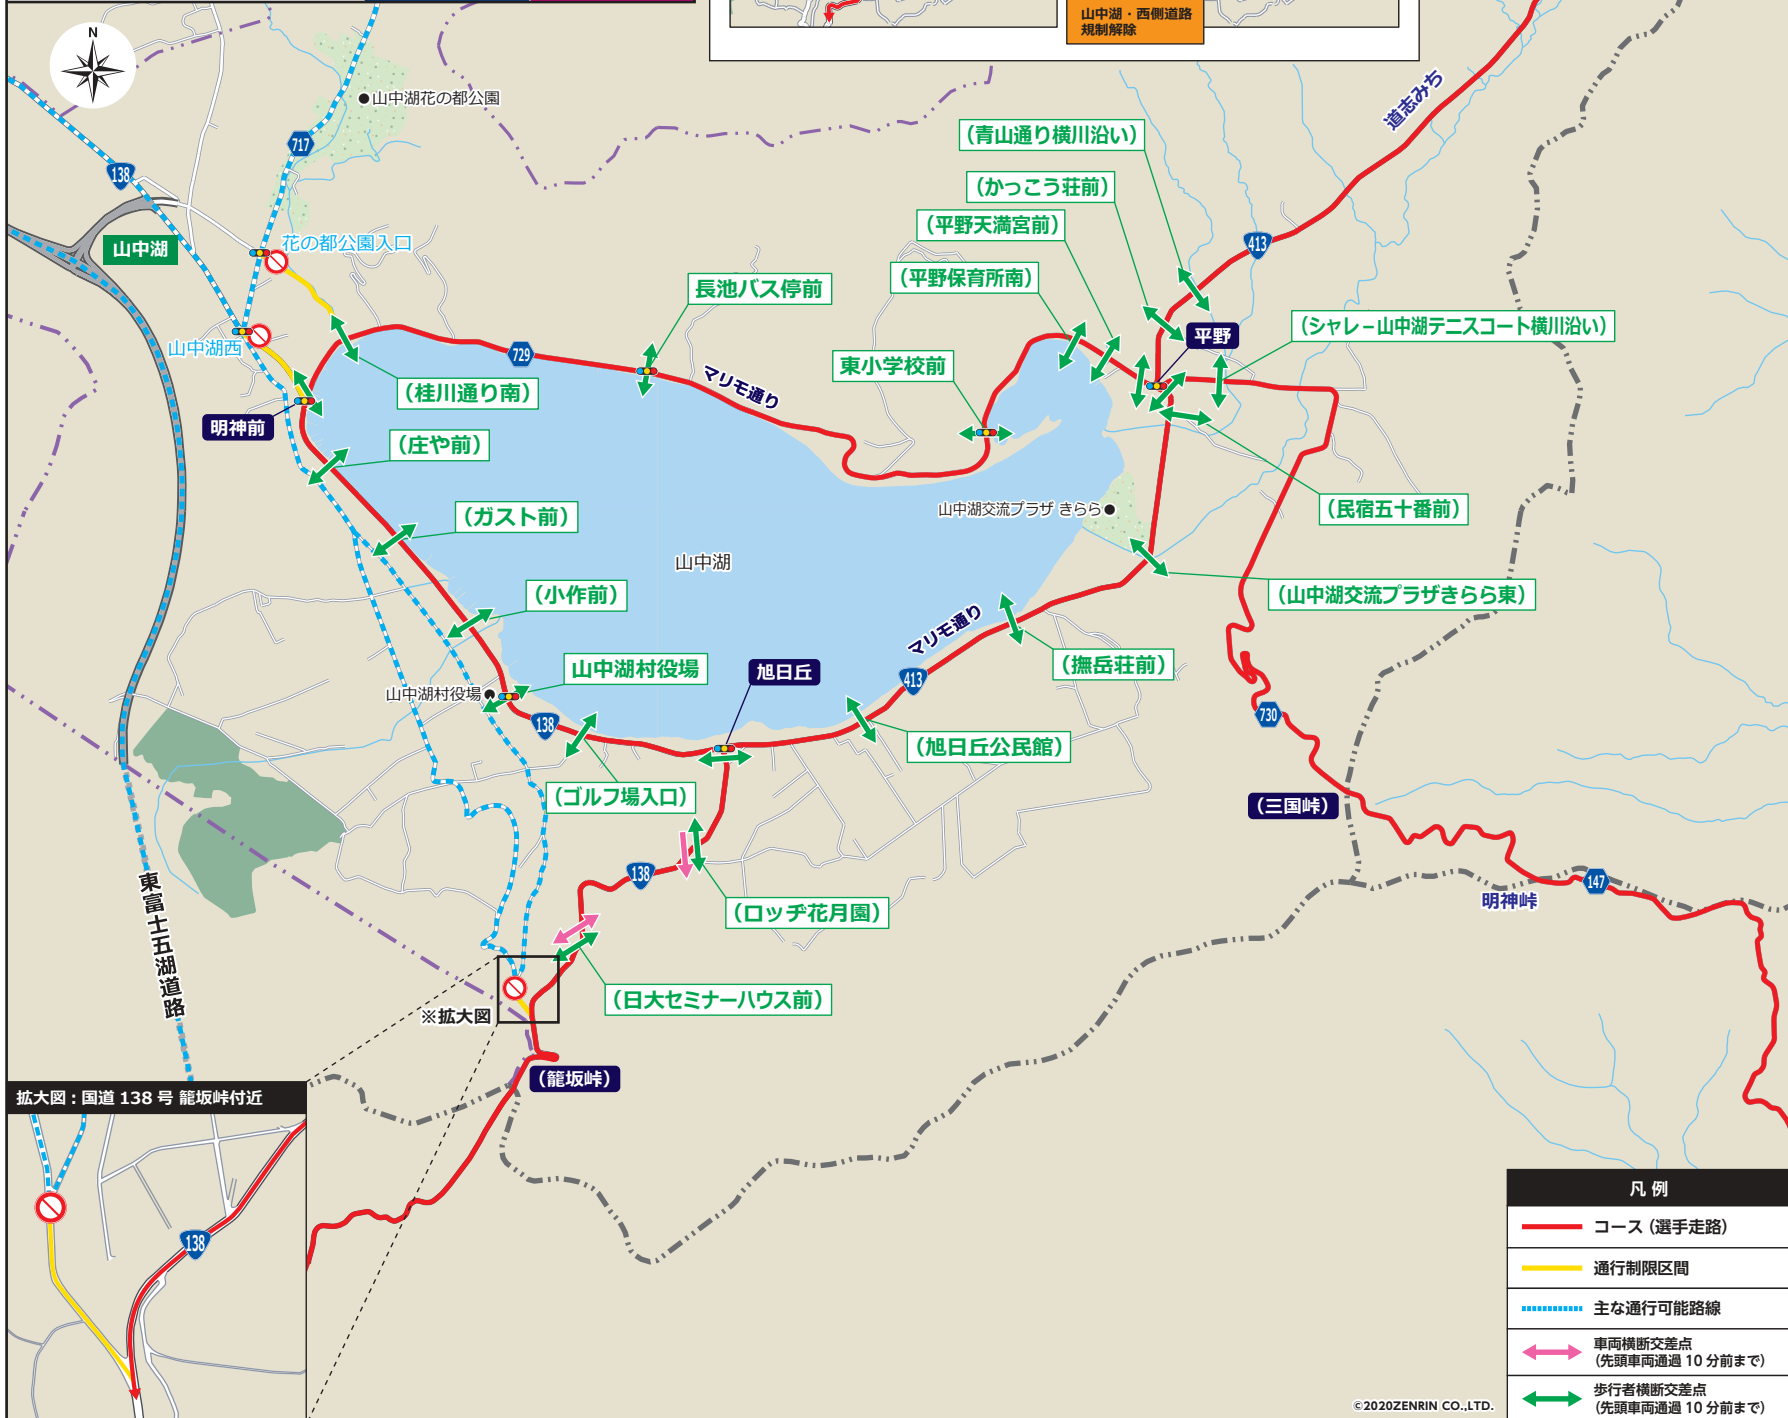 山中湖・西側道路
規制解除
N
山中湖花の都公園
717
138
道志みち
(青山通り横川沿い)
(かっこう荘前)
(平野天満宮前)
413
花の都公園入口
山中湖
(平野保育所南)
長池バス停前
(シャレ−山中湖テニスコート横川沿い)
平野
山中湖西
729
東小学校前
マリモ通り
(桂川通り南)
明神前
(庄や前)
(ガスト前)
山中湖交流プラザ きらら
(民宿五十番前)
山中湖
(小作前)
(山中湖交流プラザきらら東)
マリモ通り
(撫岳荘前)
山中湖村役場
旭日丘
413
山中湖村役場
138
730
(旭日丘公民館)
(ゴルフ場入口)
(三国峠)
138
147
明神峠
東富士五湖道路
(ロッヂ花月園)
(日大セミナーハウス前)
※拡大図
(籠坂峠)
拡大図：国道 138 号 籠坂峠付近
138
凡 例
コース (選手走路)
通行制限区間
主な通行可能路線
車両横断交差点
(先頭車両通過 10 分前まで)
歩行者横断交差点
(先頭車両通過 10 分前まで)
©2020ZENRIN CO.,LTD.